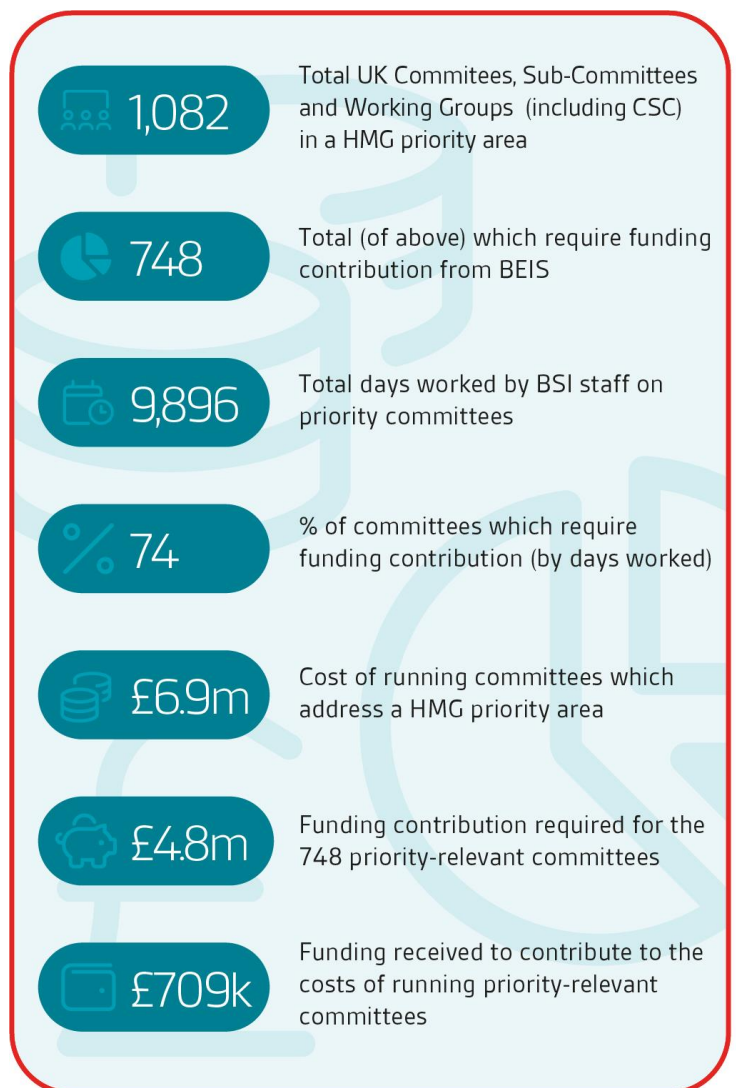 1,082
Total UK Commitees, Sub-Committees
and Working Groups (including CSC)
in a HMG priority area
748
Total (of above) which require funding
contribution from BEIS
9,896
Total days worked by BSI staff on
priority committees
74
% of committees which require
funding contribution (by days worked)
£6.9m
Cost of running committees which
address a HMG priority area
£4.8m
Funding contribution required for the
748 priority-relevant committees
£709k
Funding received to contribute to the
costs of running priority-relevant
committees